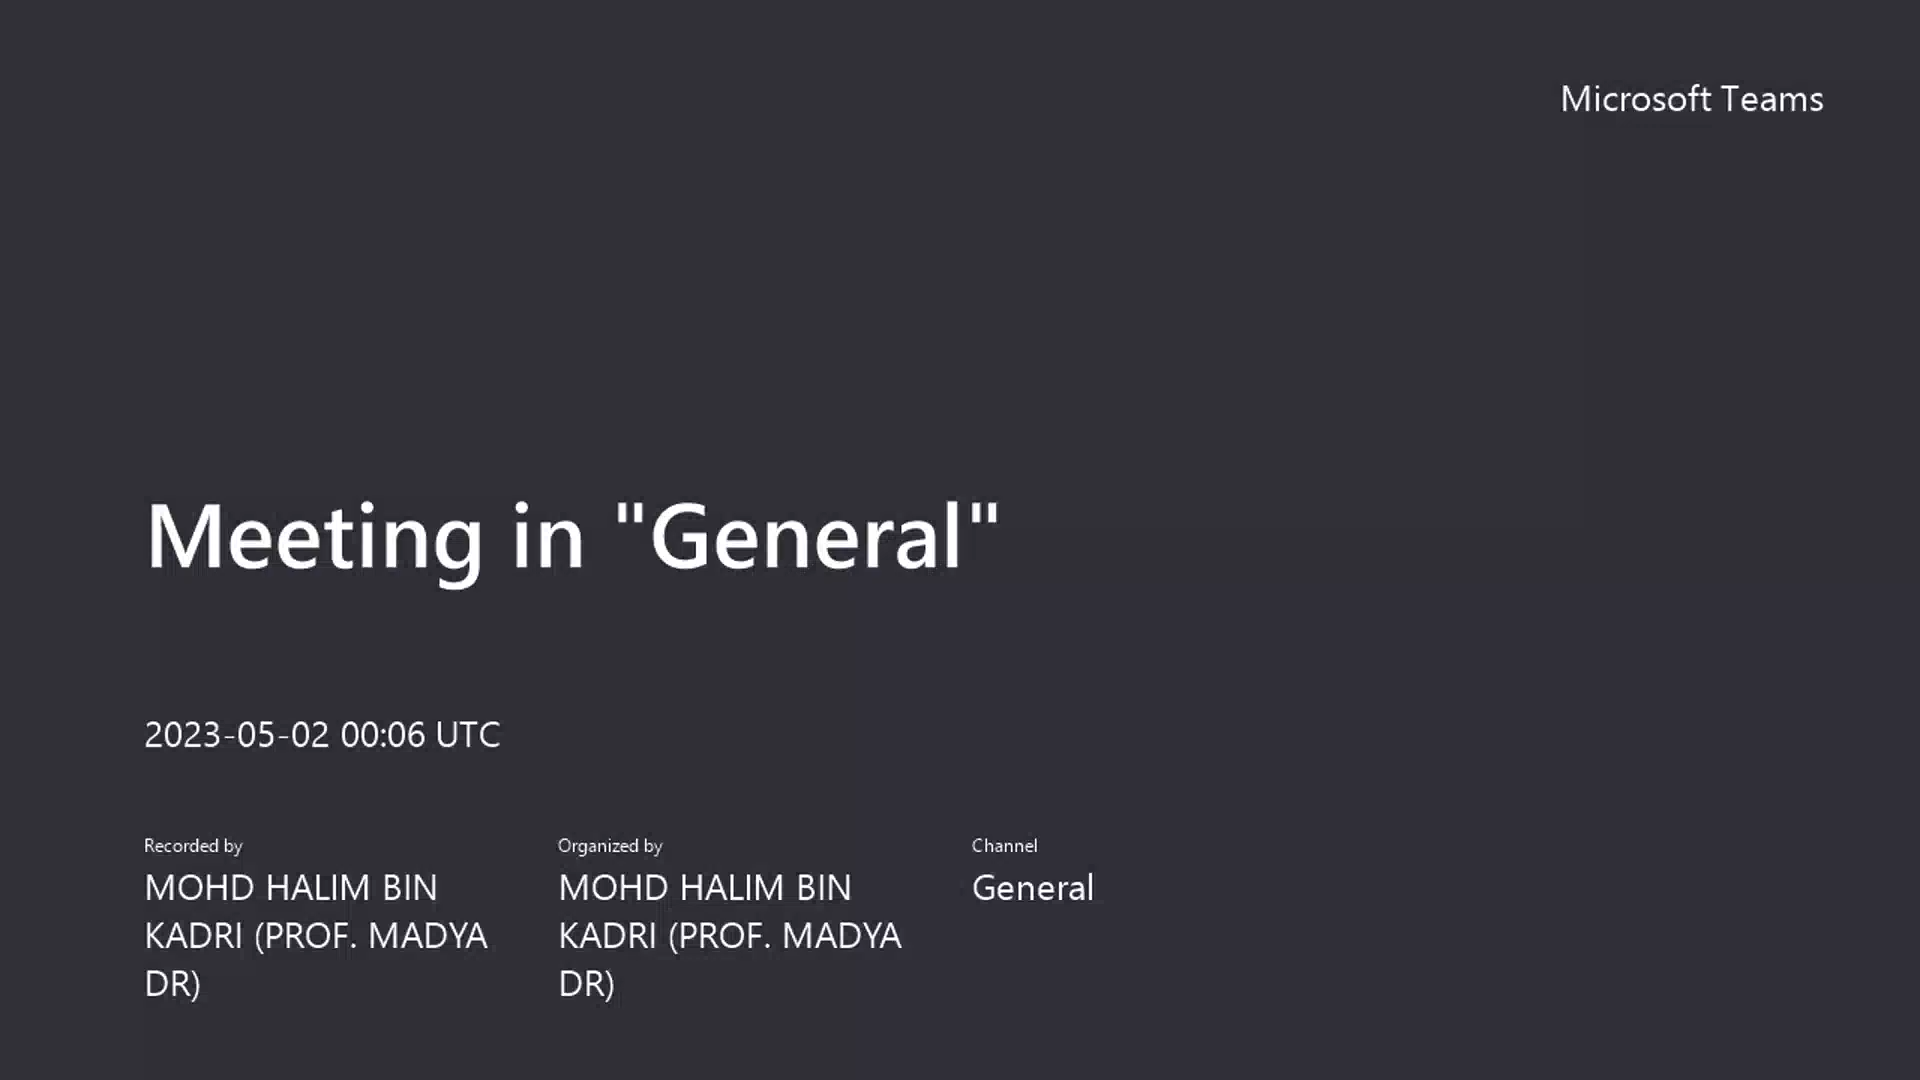 Microsoft Teams
Meeting in "General"
2023-05-02 00:06 UTC
Recorded by
MOHD HALIM BIN
KADRI (PROF. MADYA
DR)
Organized by
MOHD HALIM BIN
KADRI (PROF. MADYA
DR)
Channel
General